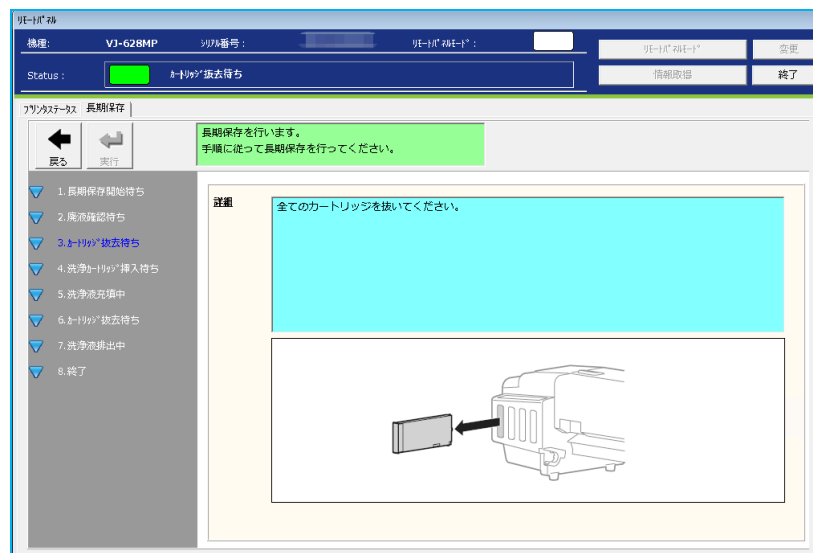 ﾘﾓｰﾄﾊﾟﾈﾙ
機種: VJ-628MP ｼﾘｱﾙ番号: ﾘﾓｰﾄﾊﾟﾈﾙﾓｰﾄﾞ:
ﾘﾓｰﾄﾊﾟﾈﾙﾓｰﾄﾞ 変更
Status : ｶｰﾄﾘｯｼﾞ抜去待ち
情報取得 終了
ﾌﾟﾘﾝﾀｽﾃｰﾀｽ 長期保存
戻る 実行
長期保存を行います。
手順に従って長期保存を行ってください。
1.長期保存開始待ち
2.廃液確認待ち
3.ｶｰﾄﾘｯｼﾞ抜去待ち
4.洗浄ｶｰﾄﾘｯｼﾞ挿入待ち
5.洗浄液充填中
6.ｶｰﾄﾘｯｼﾞ抜去待ち
7.洗浄液排出中
8.終了
詳細
全てのカートリッジを抜いてください。